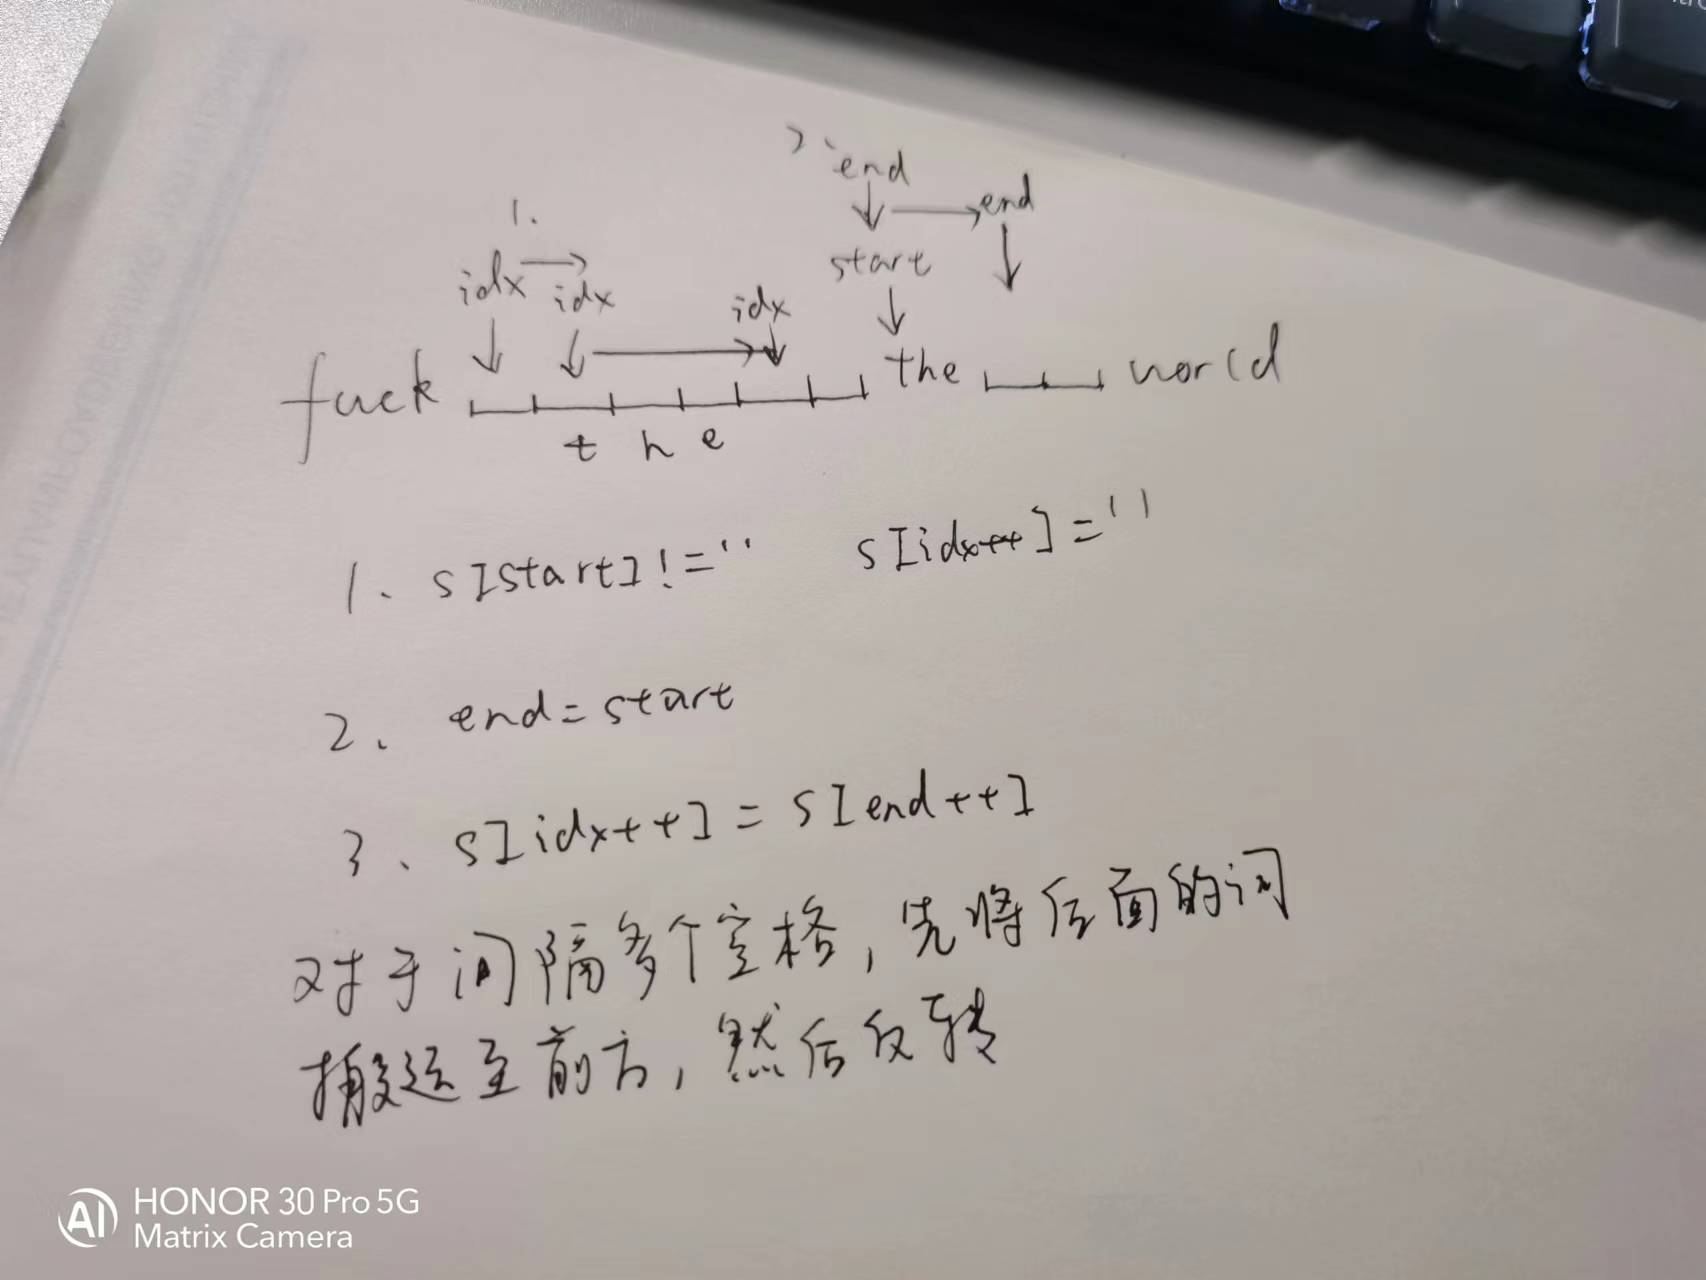 2、end
end
1.
start
idx idx
idx
fuck the world
t h e
1、s[start]!='' s[idx++]=' '
2、end=start
3、s[idx++]=s[end++]
对于间隔多个空格，先将后面的词
搬运至前方，然后反转
HONOR 30 Pro 5G
AI
Matrix Camera